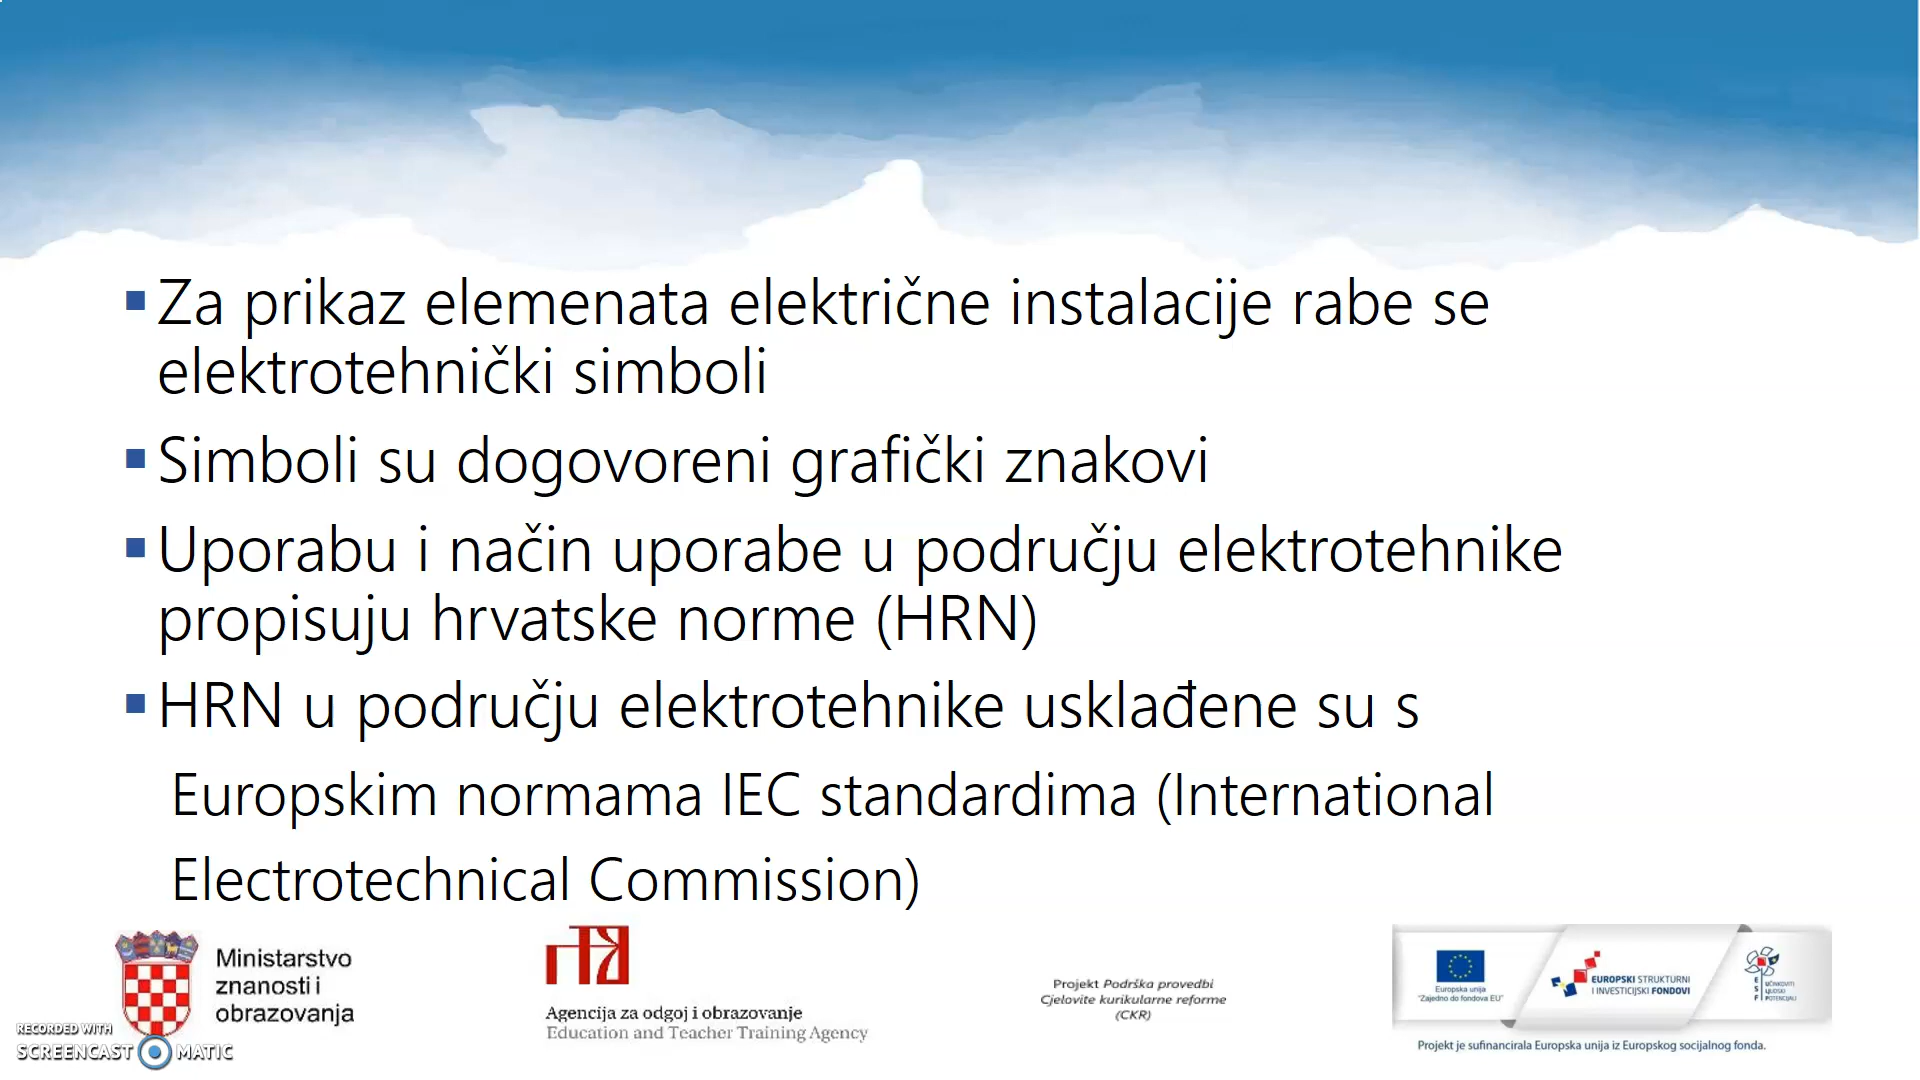 Za prikaz elemenata električne instalacije rabe se
elektrotehnički simboli
Simboli su dogovoreni grafički znakovi
Uporabu i način uporabe u području elektrotehnike
propisuju hrvatske norme (HRN)
HRN u području elektrotehnike usklađene su s
Europskim normama IEC standardima (International
Electrotechnical Commission)
Ministarstvo
znanosti i
obrazovanja
Agencija za odgoj i obrazovanje
Education and Teacher Training Agency
Projekt Podrška provedbi
Cjelovite kurikularne reforme
(CKR)
Europska unija
"Zajedno do fondova EU"
EUROPSKI STRUKTURNI
I INVESTICIJSKI FONDOVI
ESF
UČINKOVITI
LJUDSKI
POTENCIJALI
Projekt je sufinancirala Europska unija iz Europskog socijalnog fonda.
RECORDED WITH
SCREENCAST MATIC